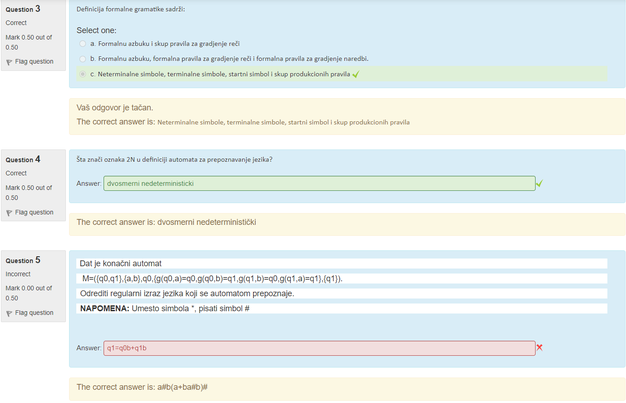 Question 3
Correct
Mark 0.50 out of
0.50
Flag question
Definicija formalne gramatike sadrži:
Select one:
a. Formalnu azbuku i skup pravila za gradjenje reči
b. Formalnu azbuku, formalna pravila za gradjenje reči i formalna pravila za gradjenje naredbi.
c. Neterminalne simbole, terminalne simbole, startni simbol i skup produkcionih pravila
Vaš odgovor je tačan.
The correct answer is: Neterminalne simbole, terminalne simbole, startni simbol i skup produkcionih pravila
Question 4
Correct
Mark 0.50 out of
0.50
Flag question
Šta znači oznaka 2N u definiciji automata za prepoznavanje jezika?
Answer: dvosmerni nedeterministicki
The correct answer is: dvosmerni nedeterministički
Question 5
Incorrect
Mark 0.00 out of
0.50
Flag question
Dat je konačni automat
M=({q0,q1},{a,b},q0,{g(q0,a)=q0,g(q0,b)=q1,g(q1,b)=q0,g(q1,a)=q1},{q1}).
Odrediti regularni izraz jezika koji se automatom prepoznaje.
NAPOMENA: Umesto simbola *, pisati simbol #
Answer: q1=q0b+q1b
The correct answer is: a#b(a+ba#b)#